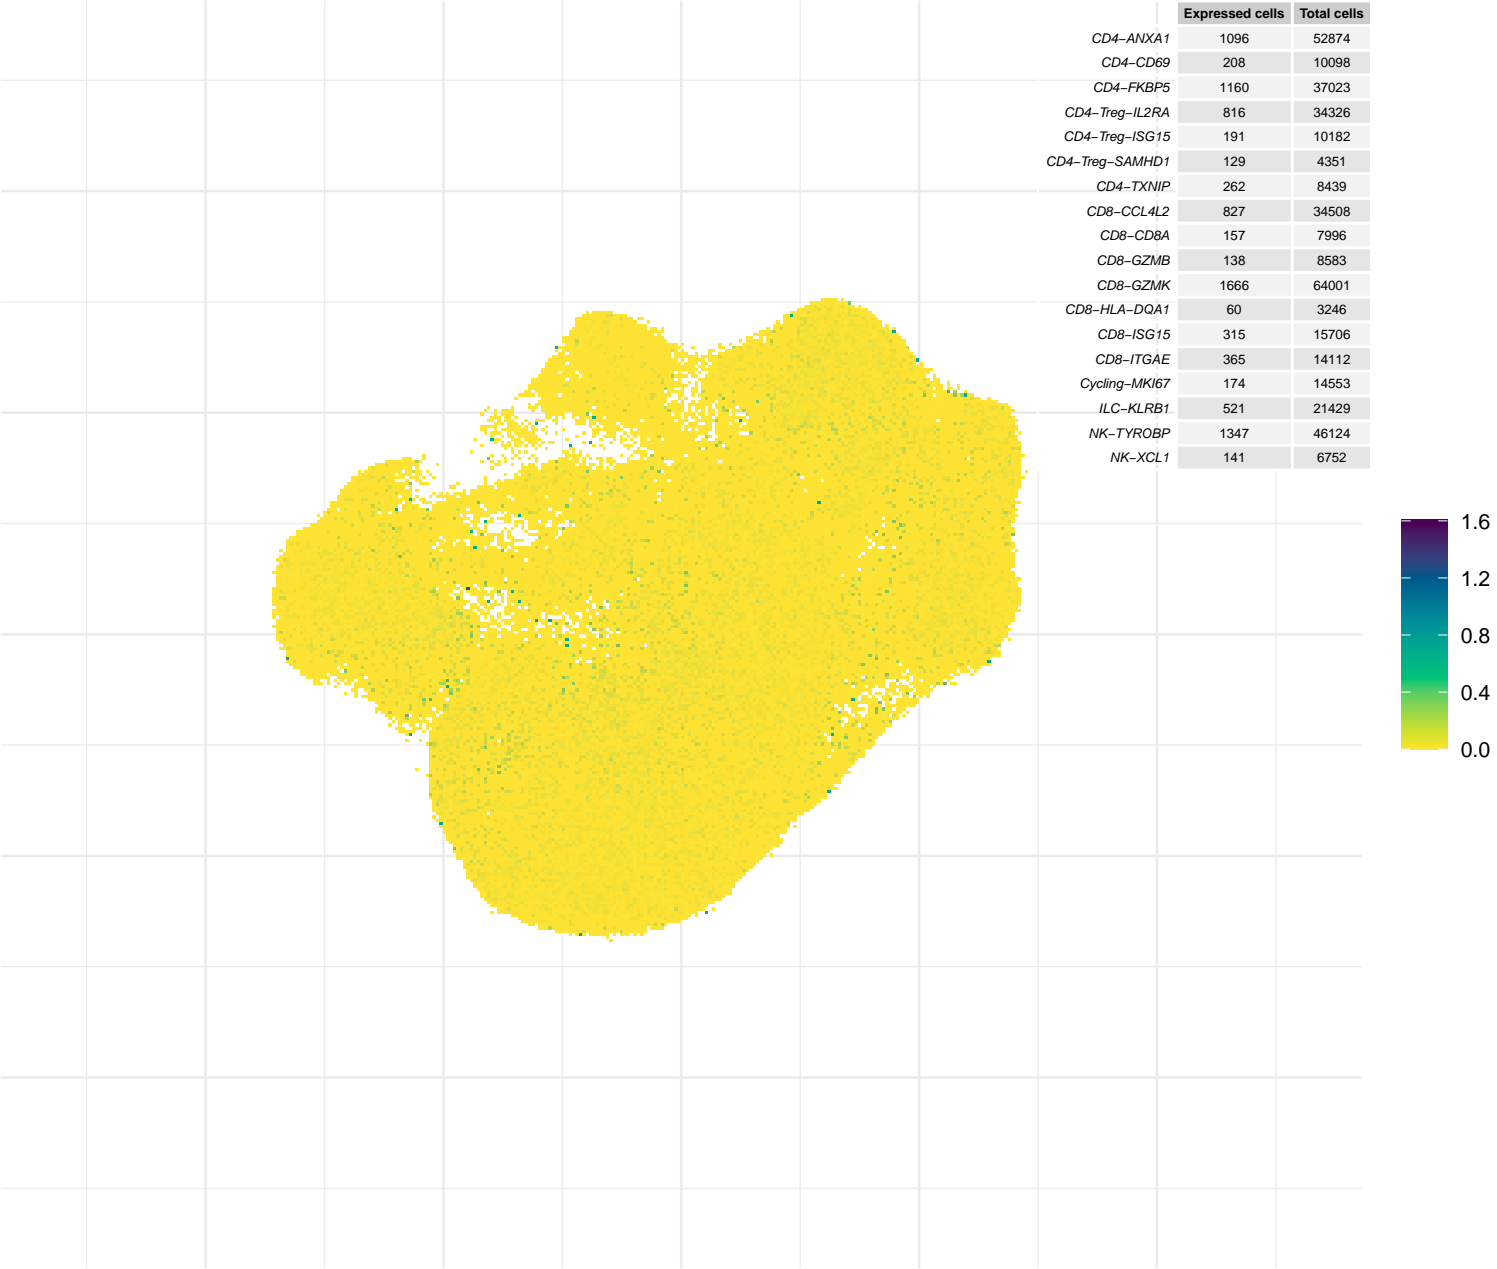 Expressed cells Total cells
CD4−ANXA1 1096 52874
CD4−CD69 208 10098
CD4−FKBP5 1160 37023
CD4−Treg−IL2RA 816 34326
CD4−Treg−ISG15 191 10182
CD4−Treg−SAMHD1 129 4351
CD4−TXNIP 262 8439
CD8−CCL4L2 827 34508
CD8−CD8A 157 7996
CD8−GZMB 138 8583
CD8−GZMK 1666 64001
CD8−HLA−DQA1 60 3246
CD8−ISG15 315 15706
CD8−ITGAE 365 14112
Cycling−MKI67 174 14553
ILC−KLRB1 521 21429
NK−TYROBP 1347 46124
NK−XCL1 141 6752
1.6
1.2
0.8
0.4
0.0